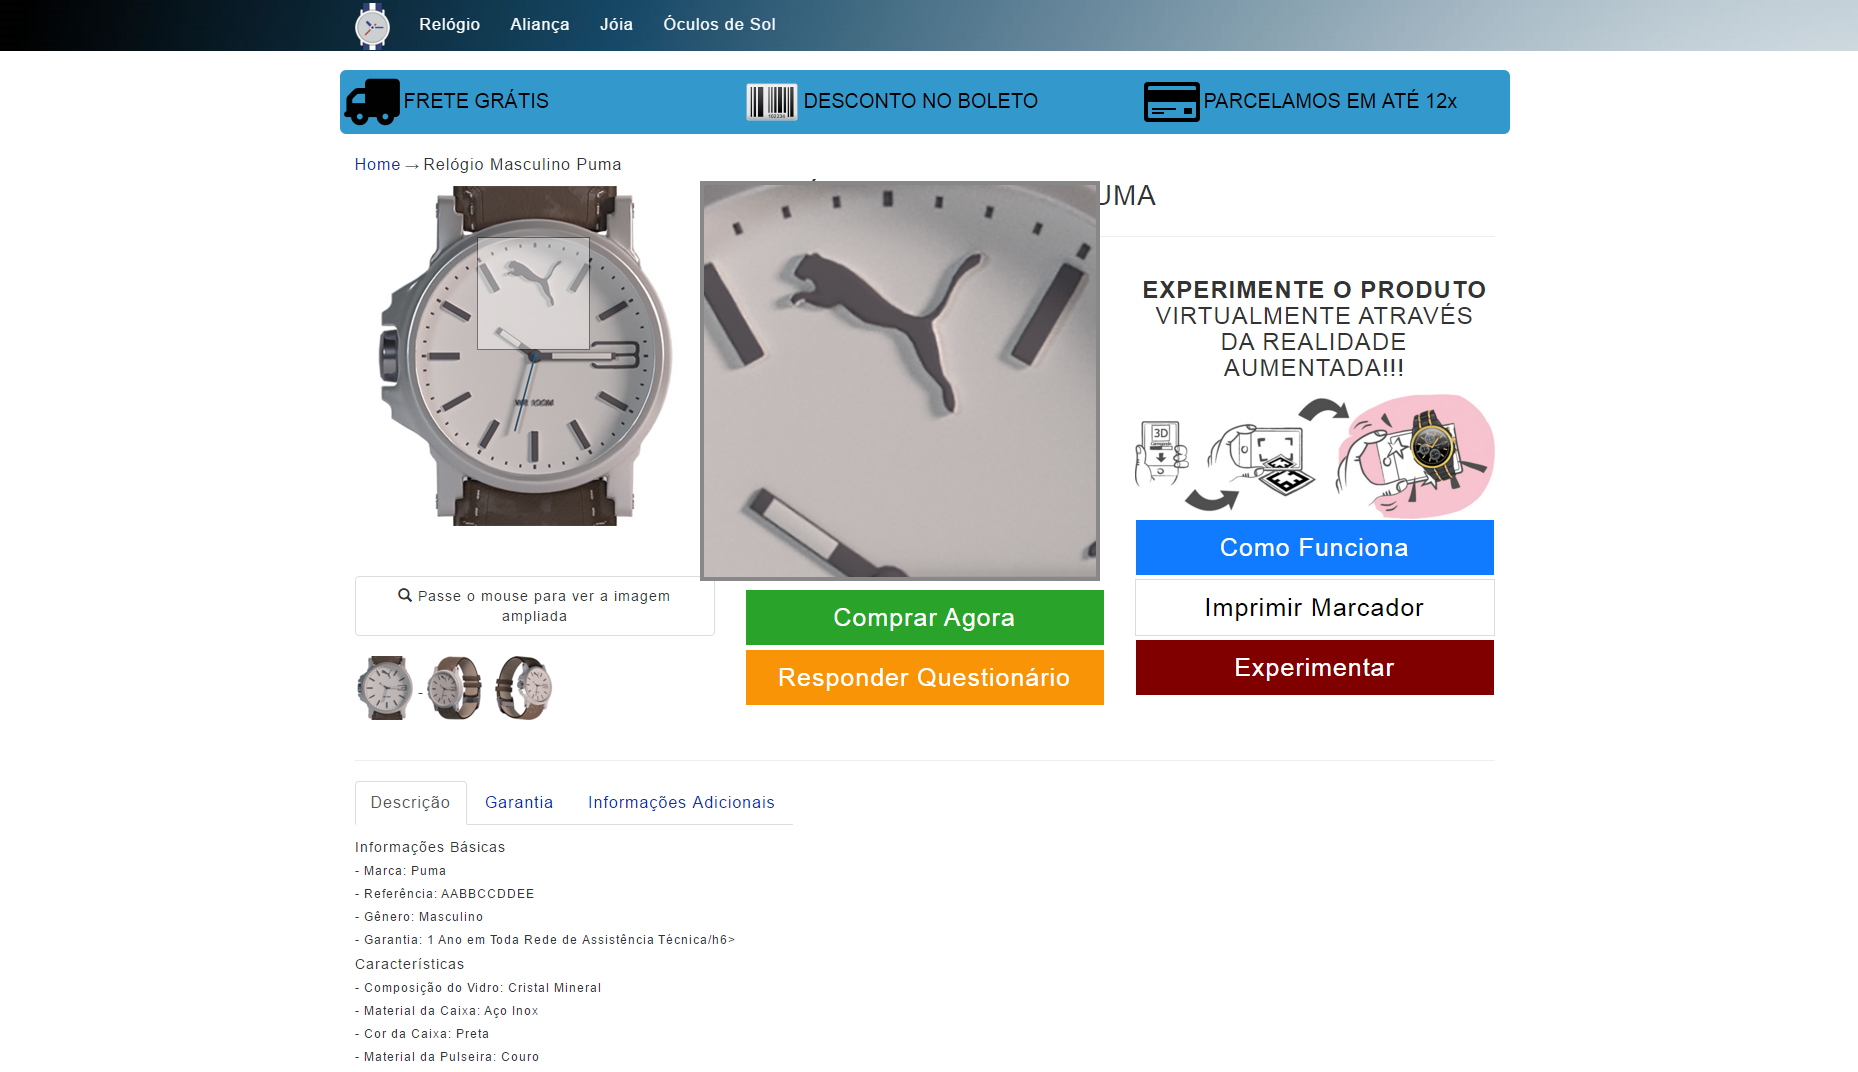 Relógio Aliança Jóia Óculos de Sol
FRETE GRÁTIS DESCONTO NO BOLETO PARCELAMOS EM ATÉ 12x
Home → Relógio Masculino Puma
UMA
3
WR 100M
Passe o mouse para ver a imagem
ampliada
Comprar Agora
Responder Questionário
EXPERIMENTE O PRODUTO
VIRTUALMENTE ATRAVÉS
DA REALIDADE
AUMENTADA!!!
3D
Como Funciona
Imprimir Marcador
Experimentar
Descrição Garantia Informações Adicionais
Informações Básicas
- Marca: Puma
- Referência: AABBCCDDEE
- Gênero: Masculino
- Garantia: 1 Ano em Toda Rede de Assistência Técnica/h6>
Características
- Composição do Vidro: Cristal Mineral
- Material da Caixa: Aço Inox
- Cor da Caixa: Preta
- Material da Pulseira: Couro